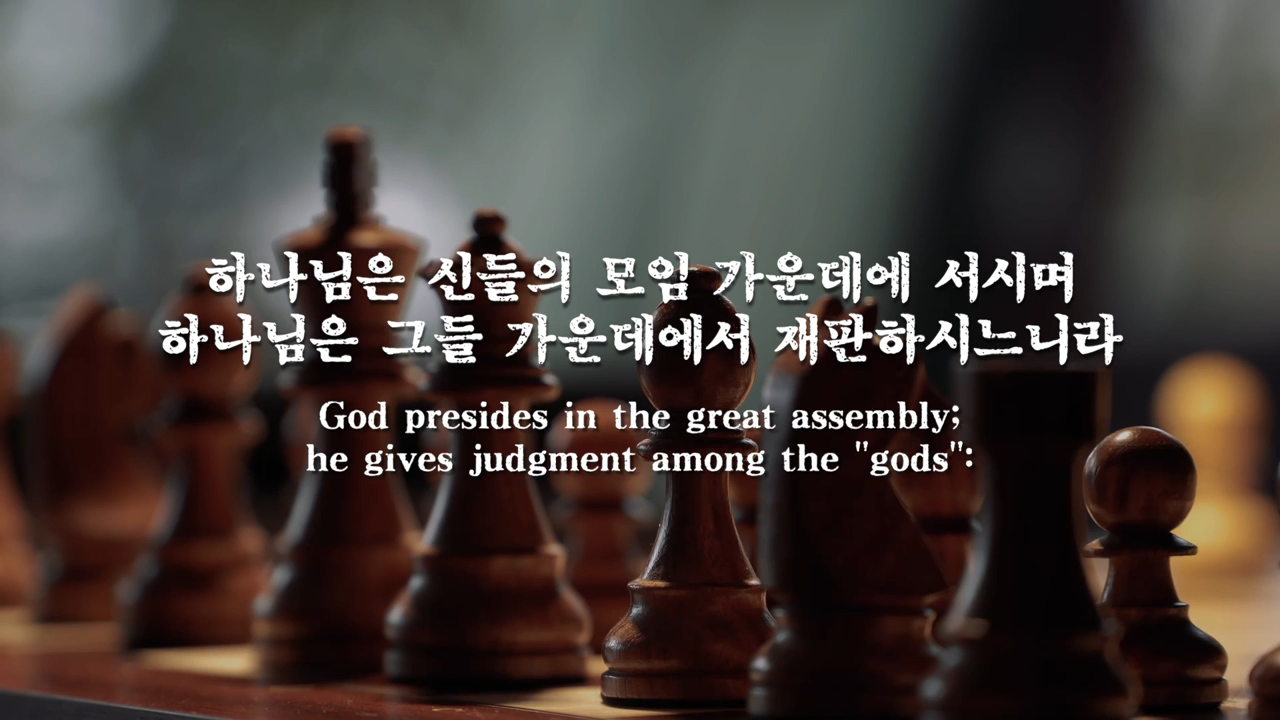 하나님은 신들의 모임 가운데에 서시며
하나님은 그들 가운데에서 재판하시느니라
God presides in the great assembly;
he gives judgment among the "gods":